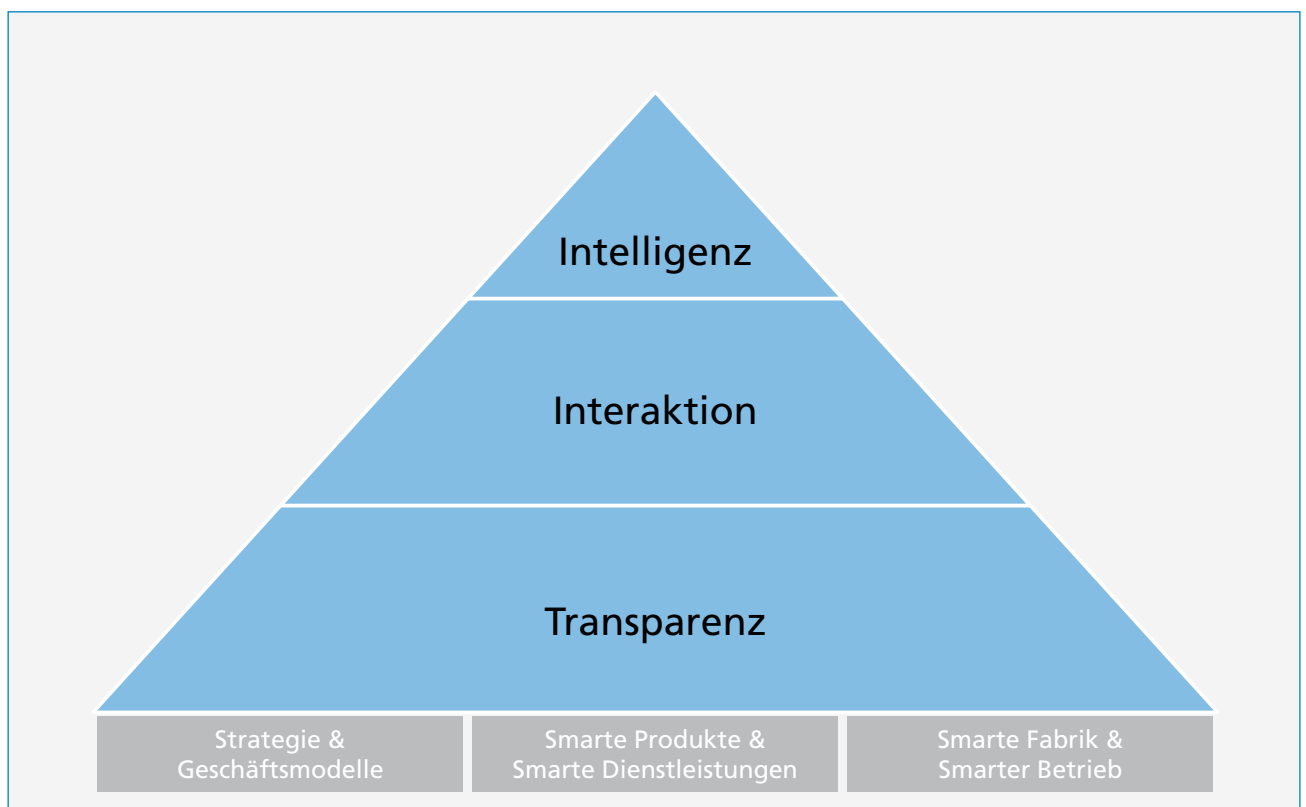 Intelligenz
Interaktion
Transparenz
Strategie &
Geschäftsmodelle
Smarte Produkte &
Smarte Dienstleistungen
Smarte Fabrik &
Smarter Betrieb